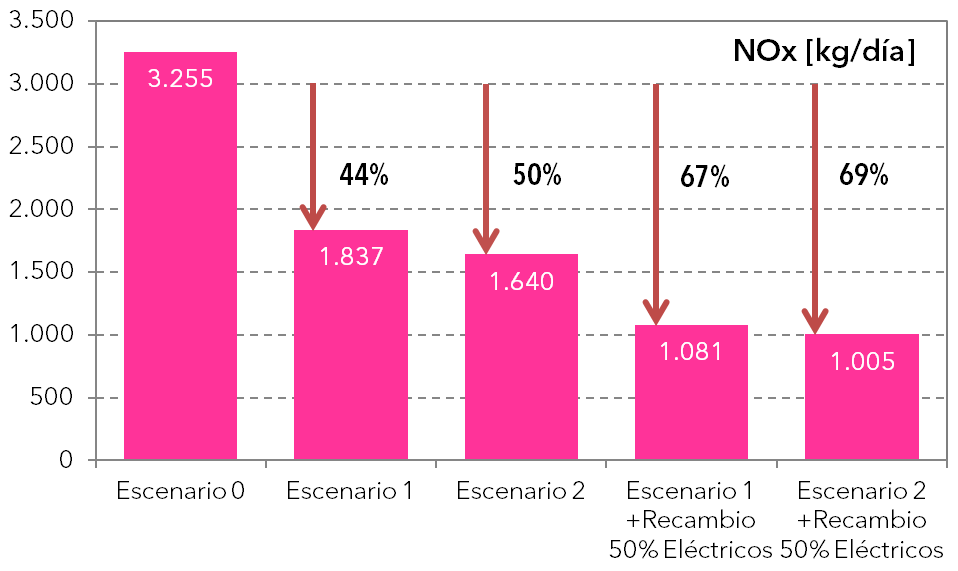 NOx [kg/día]
3.500
3.000
2.500
2.000
1.500
1.000
500
0
3.255
1.837
1.640
1.081
1.005
44%
50%
67%
69%
Escenario 0
Escenario 1
Escenario 2
Escenario 1
+Recambio
50% Eléctricos
Escenario 2
+Recambio
50% Eléctricos